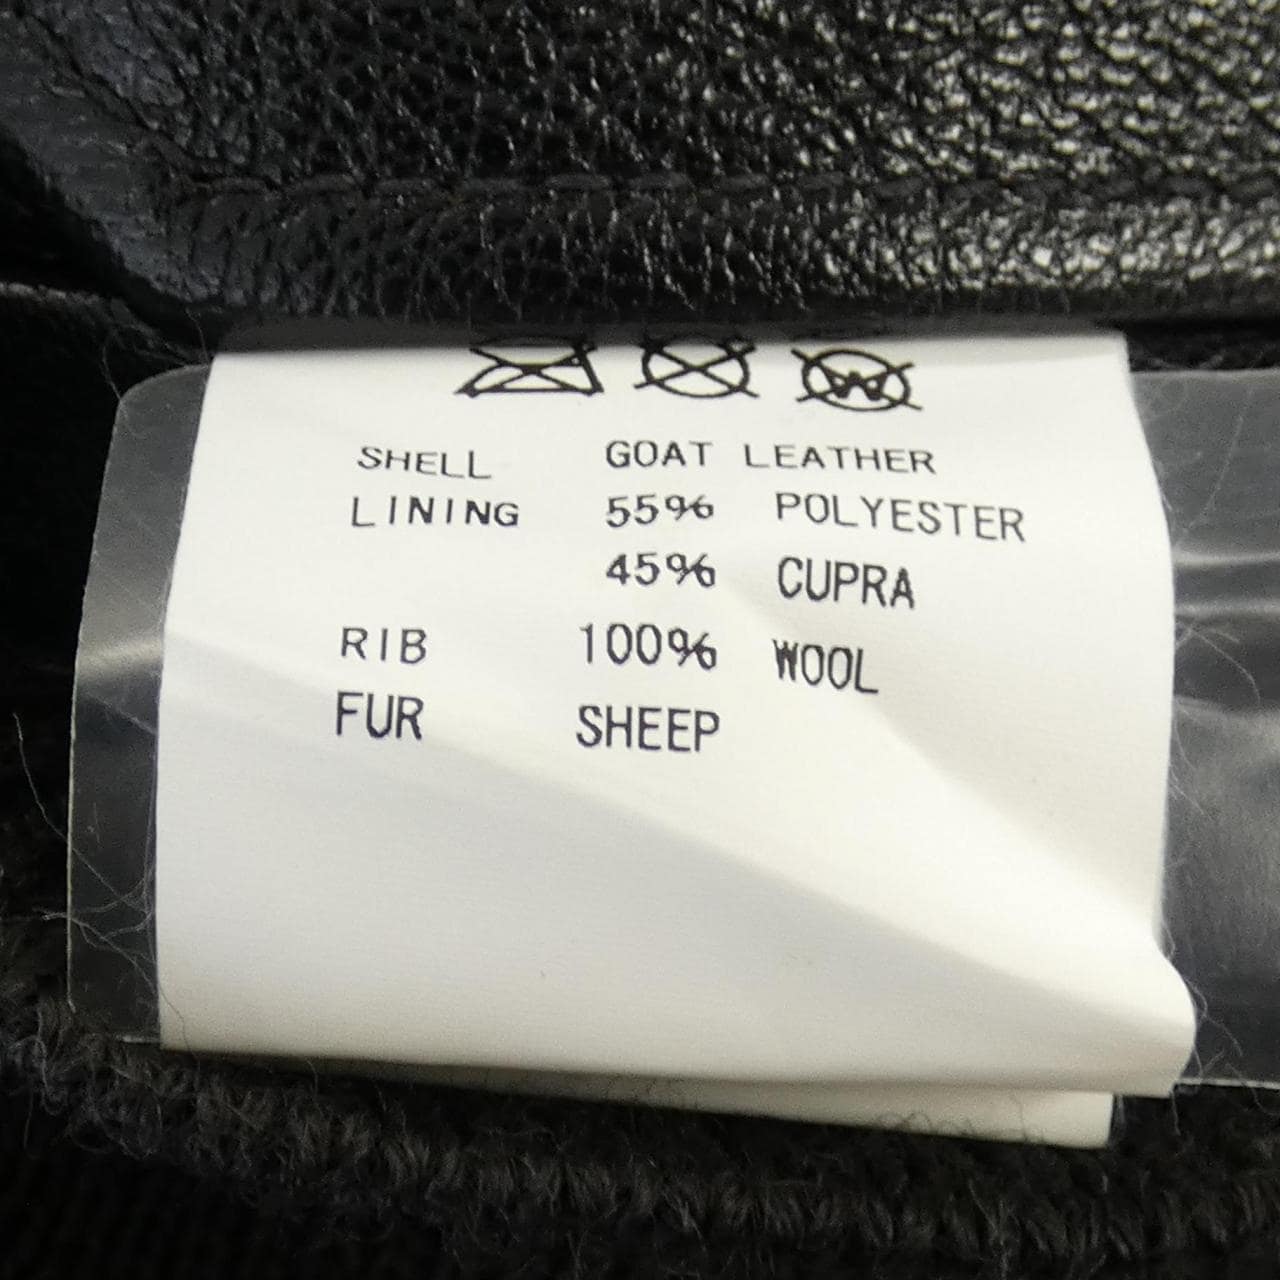 SHELL GOAT LEATHER
LINING 55% POLYESTER
45% CUPRA
RIB 100% WOOL
FUR SHEEP